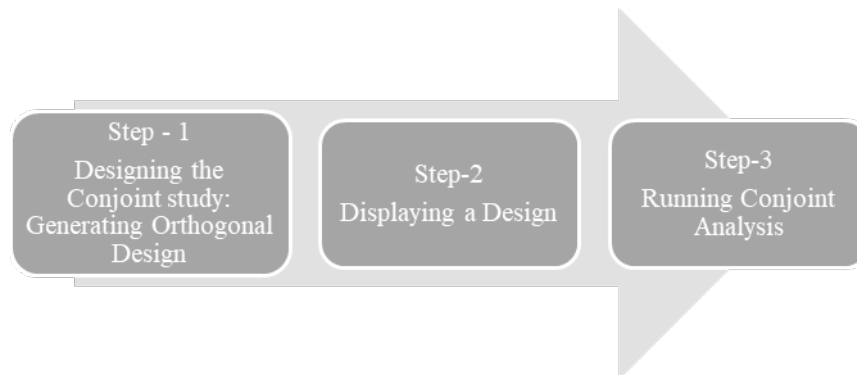 Step - 1
Designing the
Conjoint study:
Generating Orthogonal
Design
Step-2
Displaying a Design
Step-3
Running Conjoint
Analysis